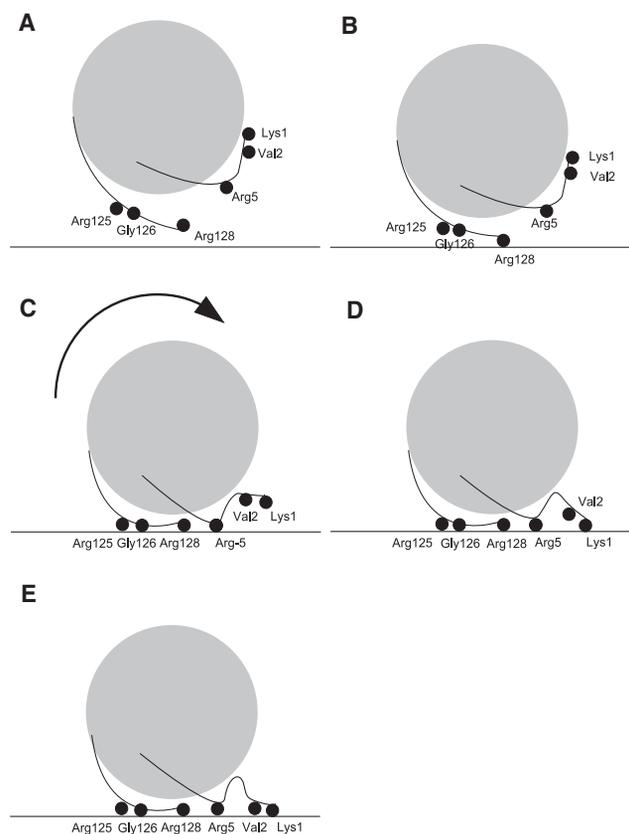 A
Lys1
Val2
Arg5
Arg125
Gly126
Arg128
B
Lys1
Val2
Arg5
Arg125
Gly126
Arg128
C
Val2 Lys1
Arg125 Gly126 Arg128 Arg-5
D
Val2
Arg125 Gly126 Arg128 Arg5 Lys1
E
Arg125 Gly126 Arg128 Arg5 Val2 Lys1